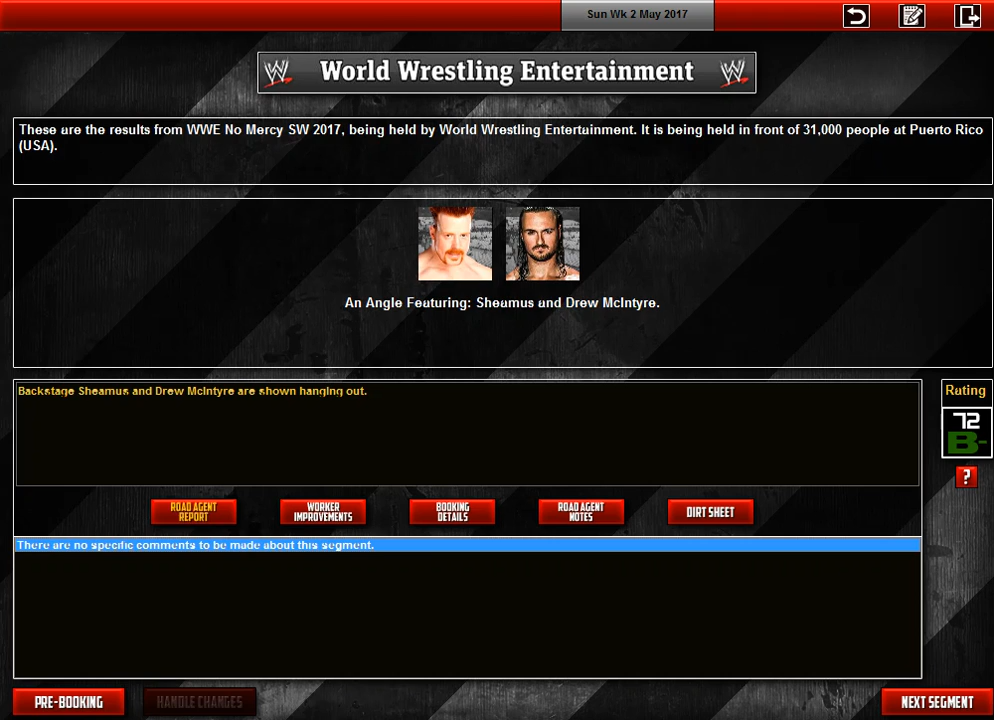 Sun Wk 2 May 2017
World Wrestling Entertainment
These are the results from WWE No Mercy SW 2017, being held by World Wrestling Entertainment. It is being held in front of 31,000 people at Puerto Rico
(USA).
An Angle Featuring: Sheamus and Drew McIntyre.
Backstage Sheamus and Drew McIntyre are shown hanging out.
Rating
72
B-
?
ROAD AGENT
REPORT
WORKER
IMPROVEMENTS
BOOKING
DETAILS
ROAD AGENT
NOTES
DIRT SHEET
There are no specific comments to be made about this segment.
PRE-BOOKING
HANDLE CHANGES
NEXT SEGMENT